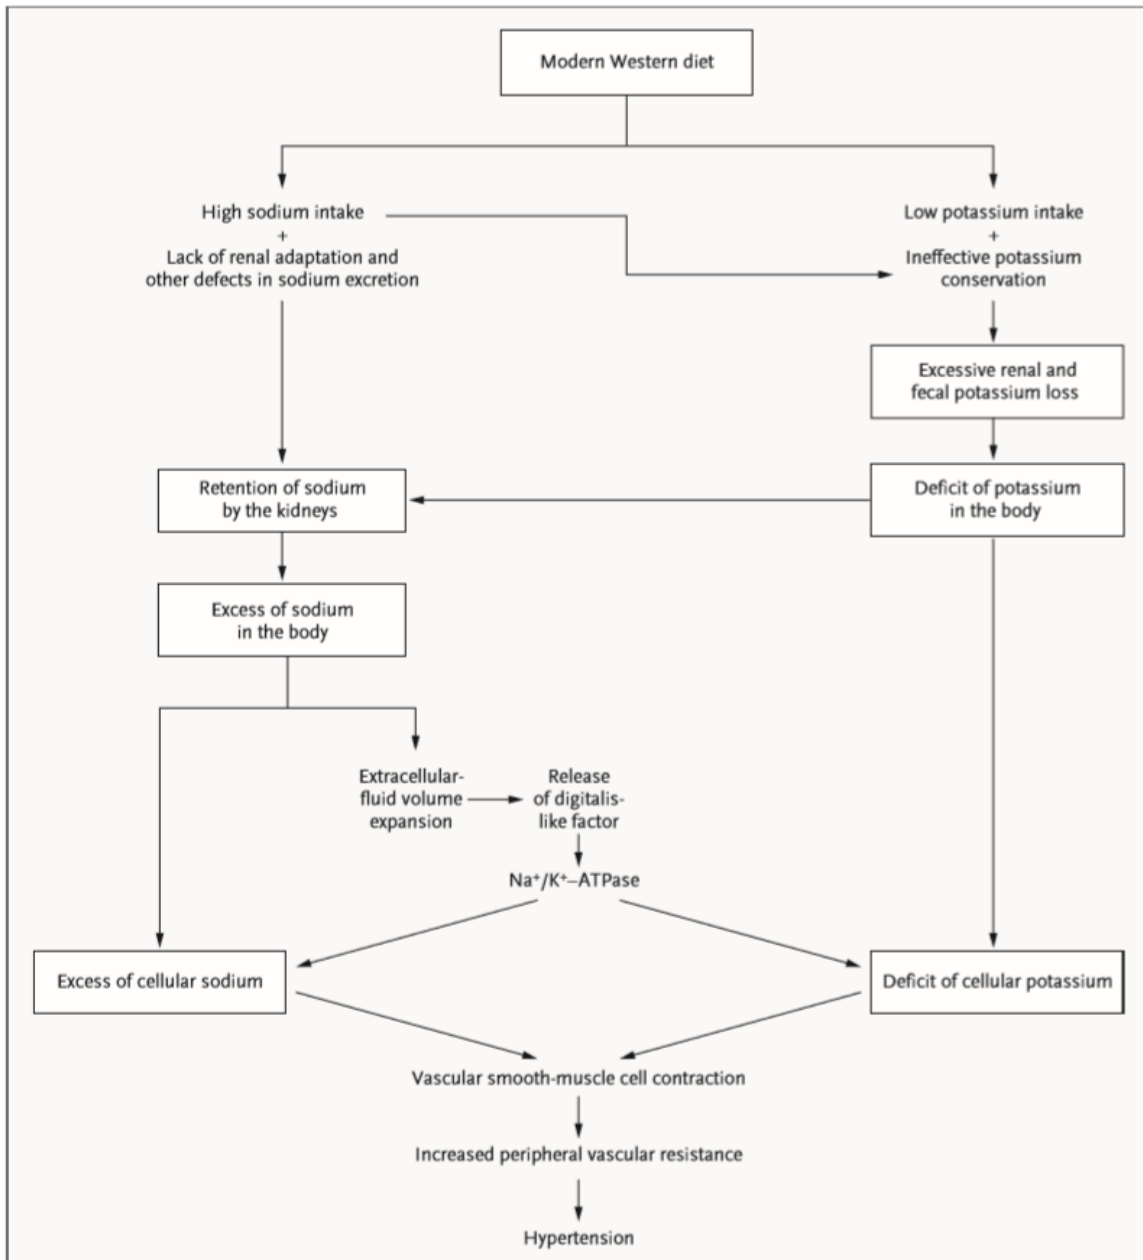 Modern Western diet
High sodium intake
+
Lack of renal adaptation and
other defects in sodium excretion
Low potassium intake
+
Ineffective potassium
conservation
Excessive renal and
fecal potassium loss
Retention of sodium
by the kidneys
Deficit of potassium
in the body
Excess of sodium
in the body
Extracellular-
fluid volume
expansion
Release
of digitalis-
like factor
Na⁺/K⁺–ATPase
Excess of cellular sodium
Deficit of cellular potassium
Vascular smooth-muscle cell contraction
Increased peripheral vascular resistance
Hypertension